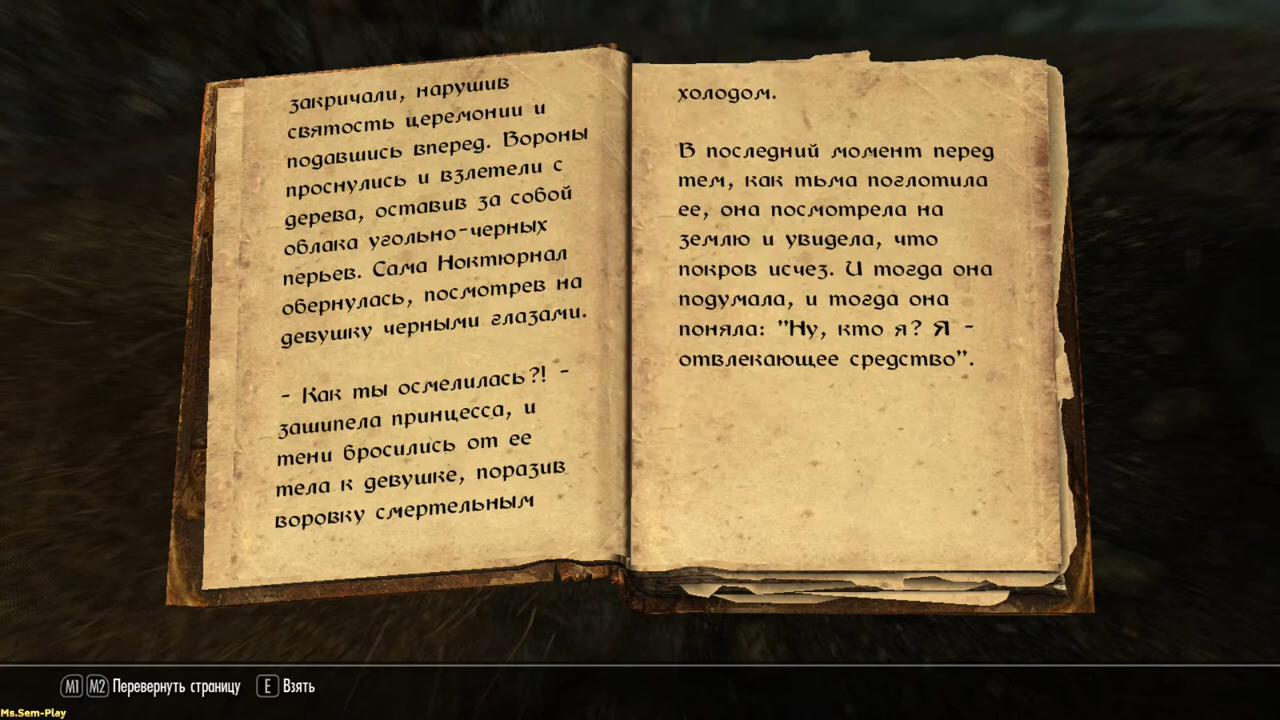 закричали, нарушив
святость церемонии и
подавшись вперед. Вороны
проснулись и взлетели с
дерева, оставив за собой
облака угольно-черных
перьев. Сама Ноктюрнал
обернулась, посмотрев на
девушку черными глазами.
- Как ты осмелилась?! -
зашипела принцесса, и
тени бросились от ее
тела к девушке, поразив
воровку смертельным
холодом.
В последний момент перед
тем, как тьма поглотила
ее, она посмотрела на
землю и увидела, что
покров исчез. И тогда она
подумала, и тогда она
поняла: "Ну, кто я? Я -
отвлекающее средство".
M1 M2 Перевернуть страницу E Взять
Ms.Sem-Play